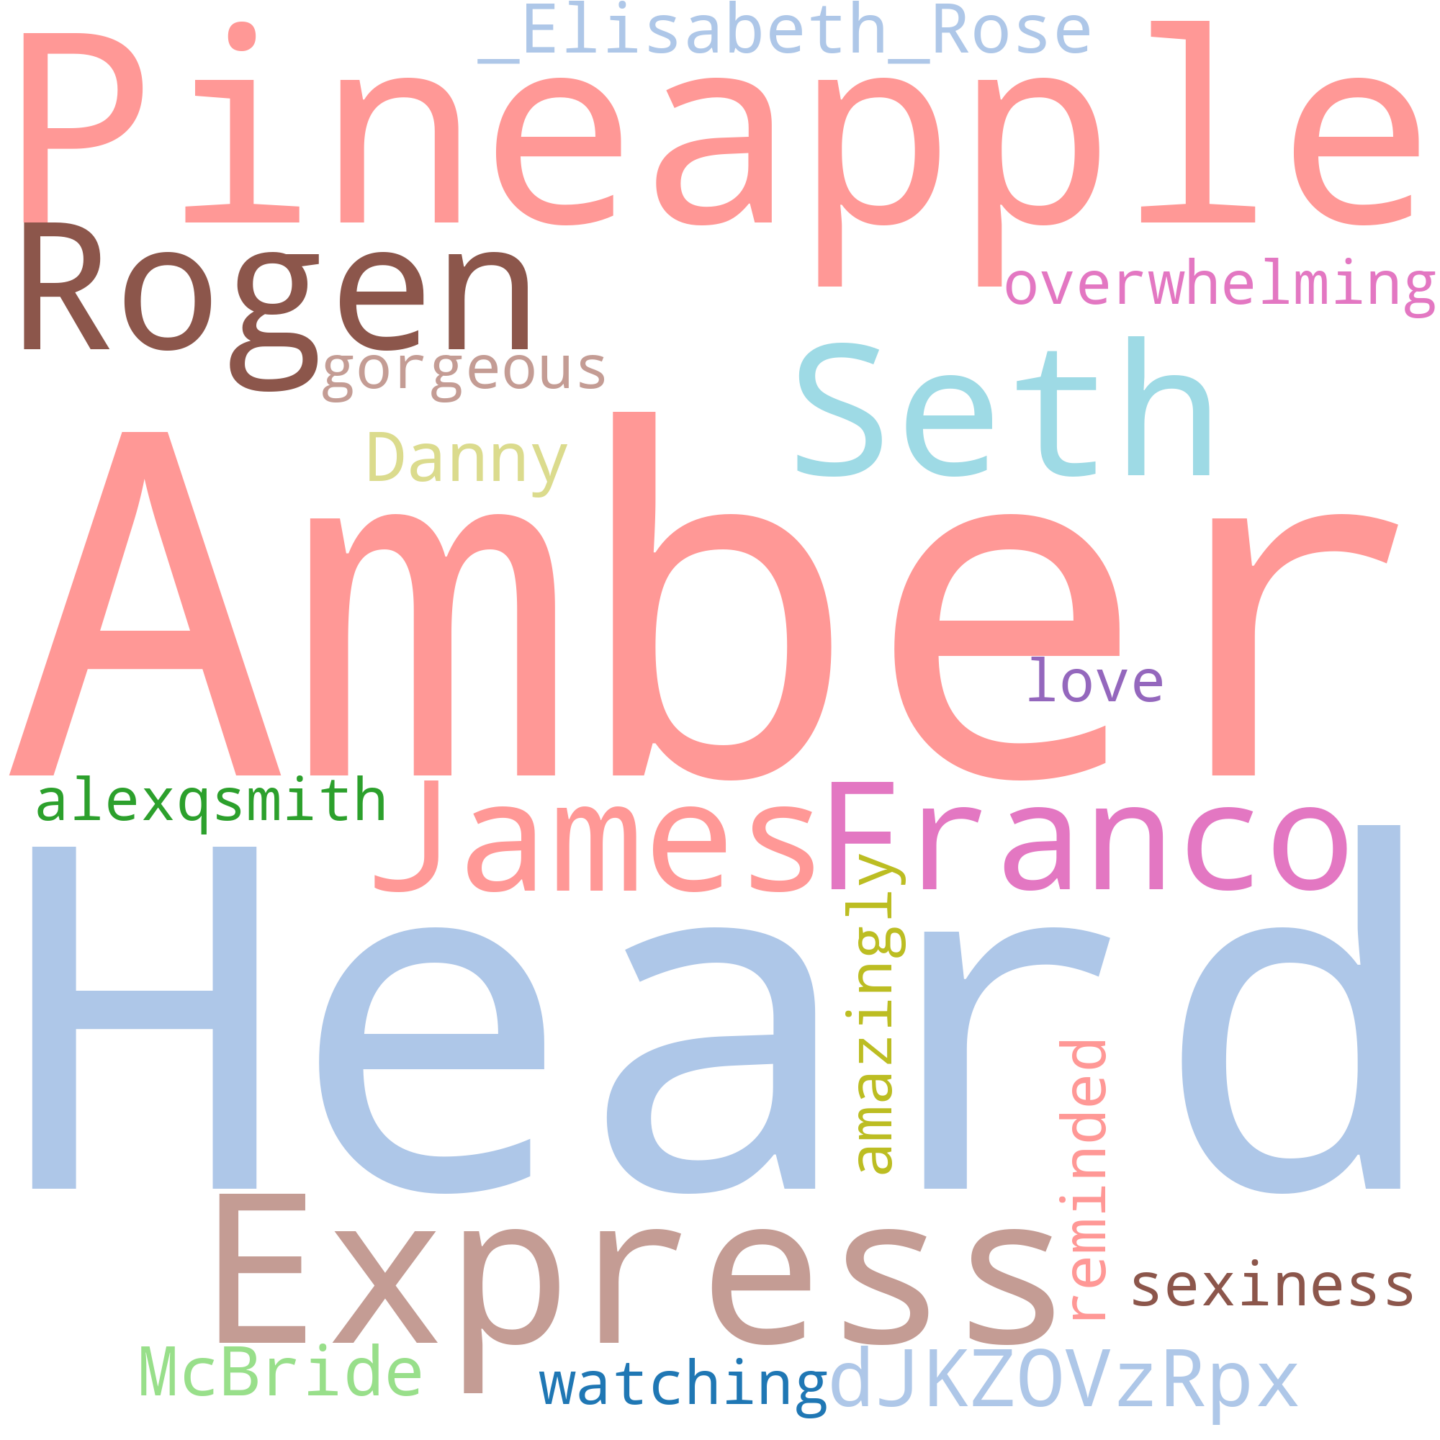 _Elisabeth_Rose
Pineapple
Rogen
overwhelming
gorgeous
Seth
Danny
Amber
love
alexqsmith
James Franco
amazingly
Heard
reminded
Express
sexiness
McBride
watching dJKZOVzRpx